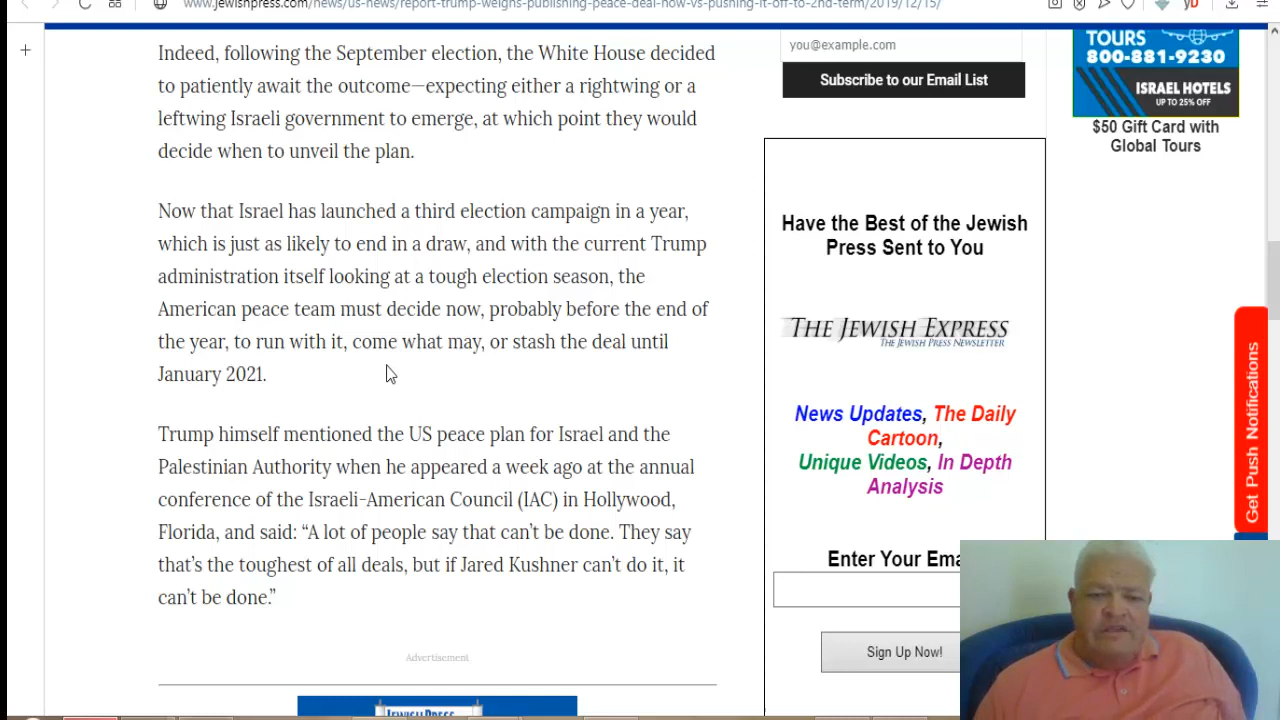 www.jewishpress.com/news/us-news/report-trump-weighs-publishing-peace-deal-now-vs-pushing-it-off-to-2nd-term/2019/12/15/
Indeed, following the September election, the White House decided
to patiently await the outcome—expecting either a rightwing or a
leftwing Israeli government to emerge, at which point they would
decide when to unveil the plan.
Now that Israel has launched a third election campaign in a year,
which is just as likely to end in a draw, and with the current Trump
administration itself looking at a tough election season, the
American peace team must decide now, probably before the end of
the year, to run with it, come what may, or stash the deal until
January 2021.
Trump himself mentioned the US peace plan for Israel and the
Palestinian Authority when he appeared a week ago at the annual
conference of the Israeli-American Council (IAC) in Hollywood,
Florida, and said: “A lot of people say that can’t be done. They say
that’s the toughest of all deals, but if Jared Kushner can’t do it, it
can’t be done.”
Advertisement
JEWISH PRESS
you@example.com
Subscribe to our Email List
Have the Best of the Jewish
Press Sent to You
THE JEWISH EXPRESS
THE JEWISH PRESS NEWSLETTER
News Updates, The Daily
Cartoon,
Unique Videos, In Depth
Analysis
Enter Your Ema
Sign Up Now!
TOURS
800-881-9230
ISRAEL HOTELS
UP TO 25% OFF
$50 Gift Card with
Global Tours
Get Push Notifications